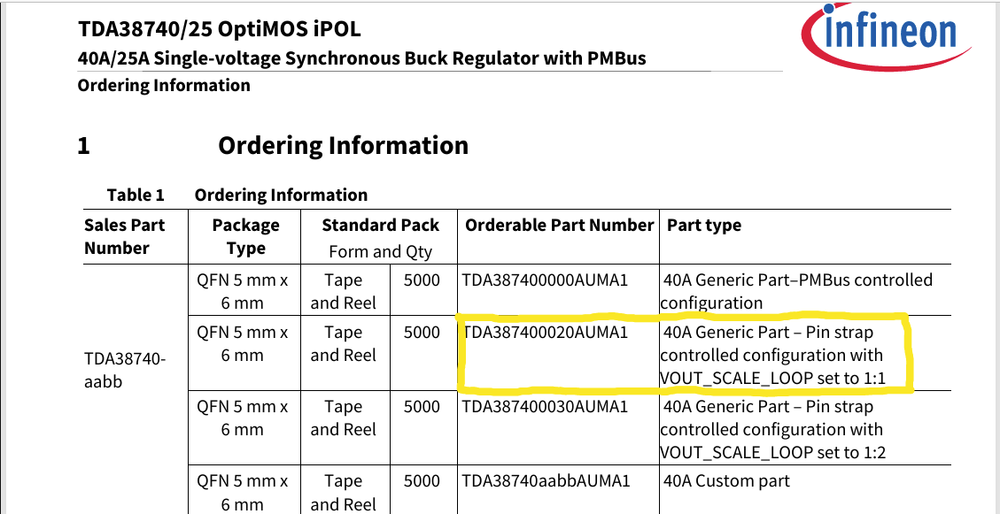 TDA38740/25 OptiMOS iPOL
infineon
40A/25A Single-voltage Synchronous Buck Regulator with PMBus
Ordering Information
1 Ordering Information
Table 1 Ordering Information
Sales Part
Number
Package
Type
Standard Pack
Form and Qty
Orderable Part Number
Part type
TDA38740-
aabb
QFN 5 mm x
6 mm
Tape
and Reel
5000
TDA387400000AUMA1
40A Generic Part–PMBus controlled
configuration
QFN 5 mm x
6 mm
Tape
and Reel
5000
TDA387400020AUMA1
40A Generic Part – Pin strap
controlled configuration with
VOUT_SCALE_LOOP set to 1:1
QFN 5 mm x
6 mm
Tape
and Reel
5000
TDA387400030AUMA1
40A Generic Part – Pin strap
controlled configuration with
VOUT_SCALE_LOOP set to 1:2
QFN 5 mm x
6 mm
Tape
and Reel
5000
TDA38740aabbAUMA1
40A Custom part